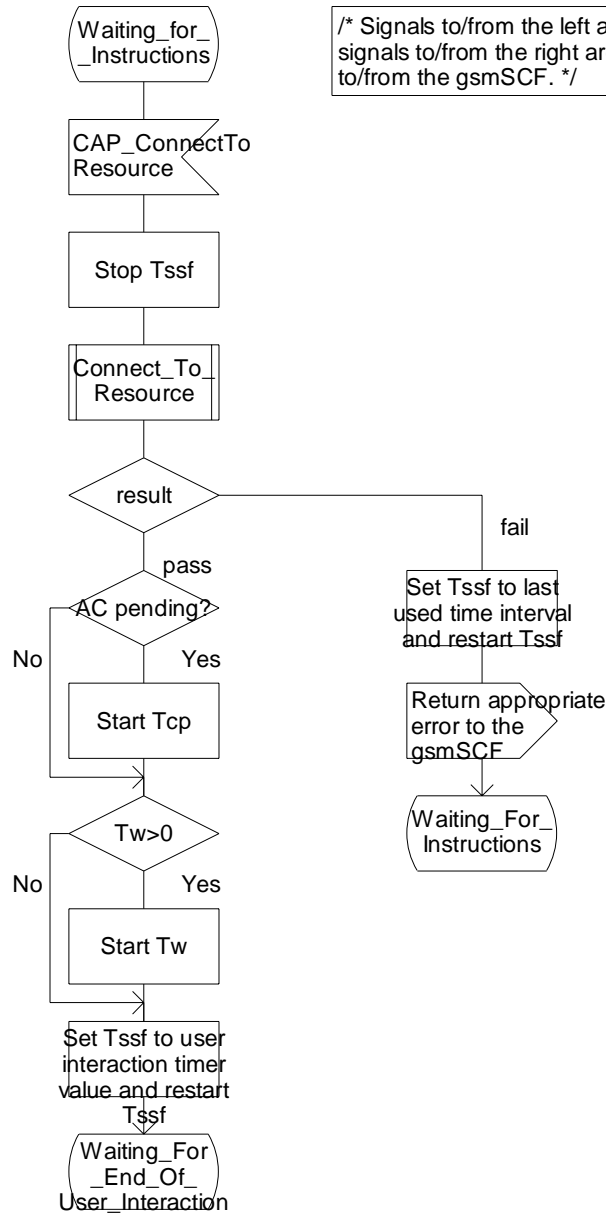 Waiting_for_
_Instructions
/* Signals to/from the left a
signals to/from the right ar
to/from the gsmSCF. */
CAP_ConnectTo
Resource
Stop Tssf
Connect_To_
Resource
result
fail
pass
Set Tssf to last
used time interval
and restart Tssf
AC pending?
No
Yes
Start Tcp
Return appropriate
error to the
gsmSCF
Tw>0
Waiting_For_
Instructions
No
Yes
Start Tw
Set Tssf to user
interaction timer
value and restart
Tssf
Waiting_For
_End_Of_
User_Interaction